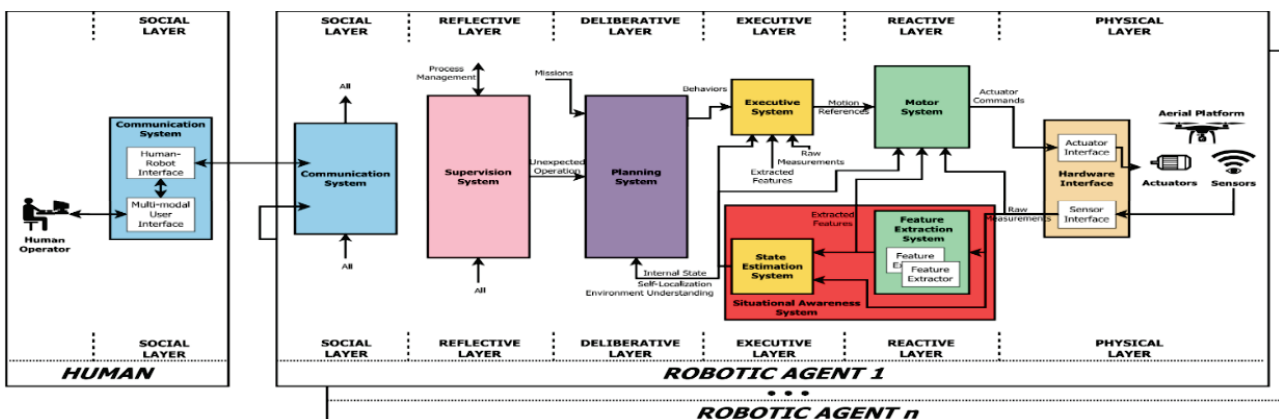 SOCIAL
LAYER
SOCIAL
LAYER
REFLECTIVE
LAYER
DELIBERATIVE
LAYER
EXECUTIVE
LAYER
REACTIVE
LAYER
PHYSICAL
LAYER
Communication
System
Human-
Robot
Interface
Multi-modal
User
Interface
Human
Operator
All
Communication
System
All
Process
Management
Supervision
System
All
Missions
Unexpected
Operation
Planning
System
Behaviors
Executive
System
Raw
Measurements
Extracted
Features
Motion
References
Motor
System
Actuator
Commands
Extracted
Features
Feature
Extraction
System
Feature
Feature
Extractor
State
Estimation
System
Situational Awareness
System
Internal State
Self-Localization
Environment Understanding
Raw
Measurements
Actuator
Interface
Hardware
Interface
Sensor
Interface
Aerial Platform
Actuators
Sensors
SOCIAL
LAYER
SOCIAL
LAYER
REFLECTIVE
LAYER
DELIBERATIVE
LAYER
EXECUTIVE
LAYER
REACTIVE
LAYER
PHYSICAL
LAYER
HUMAN
ROBOTIC AGENT 1
...
ROBOTIC AGENT n